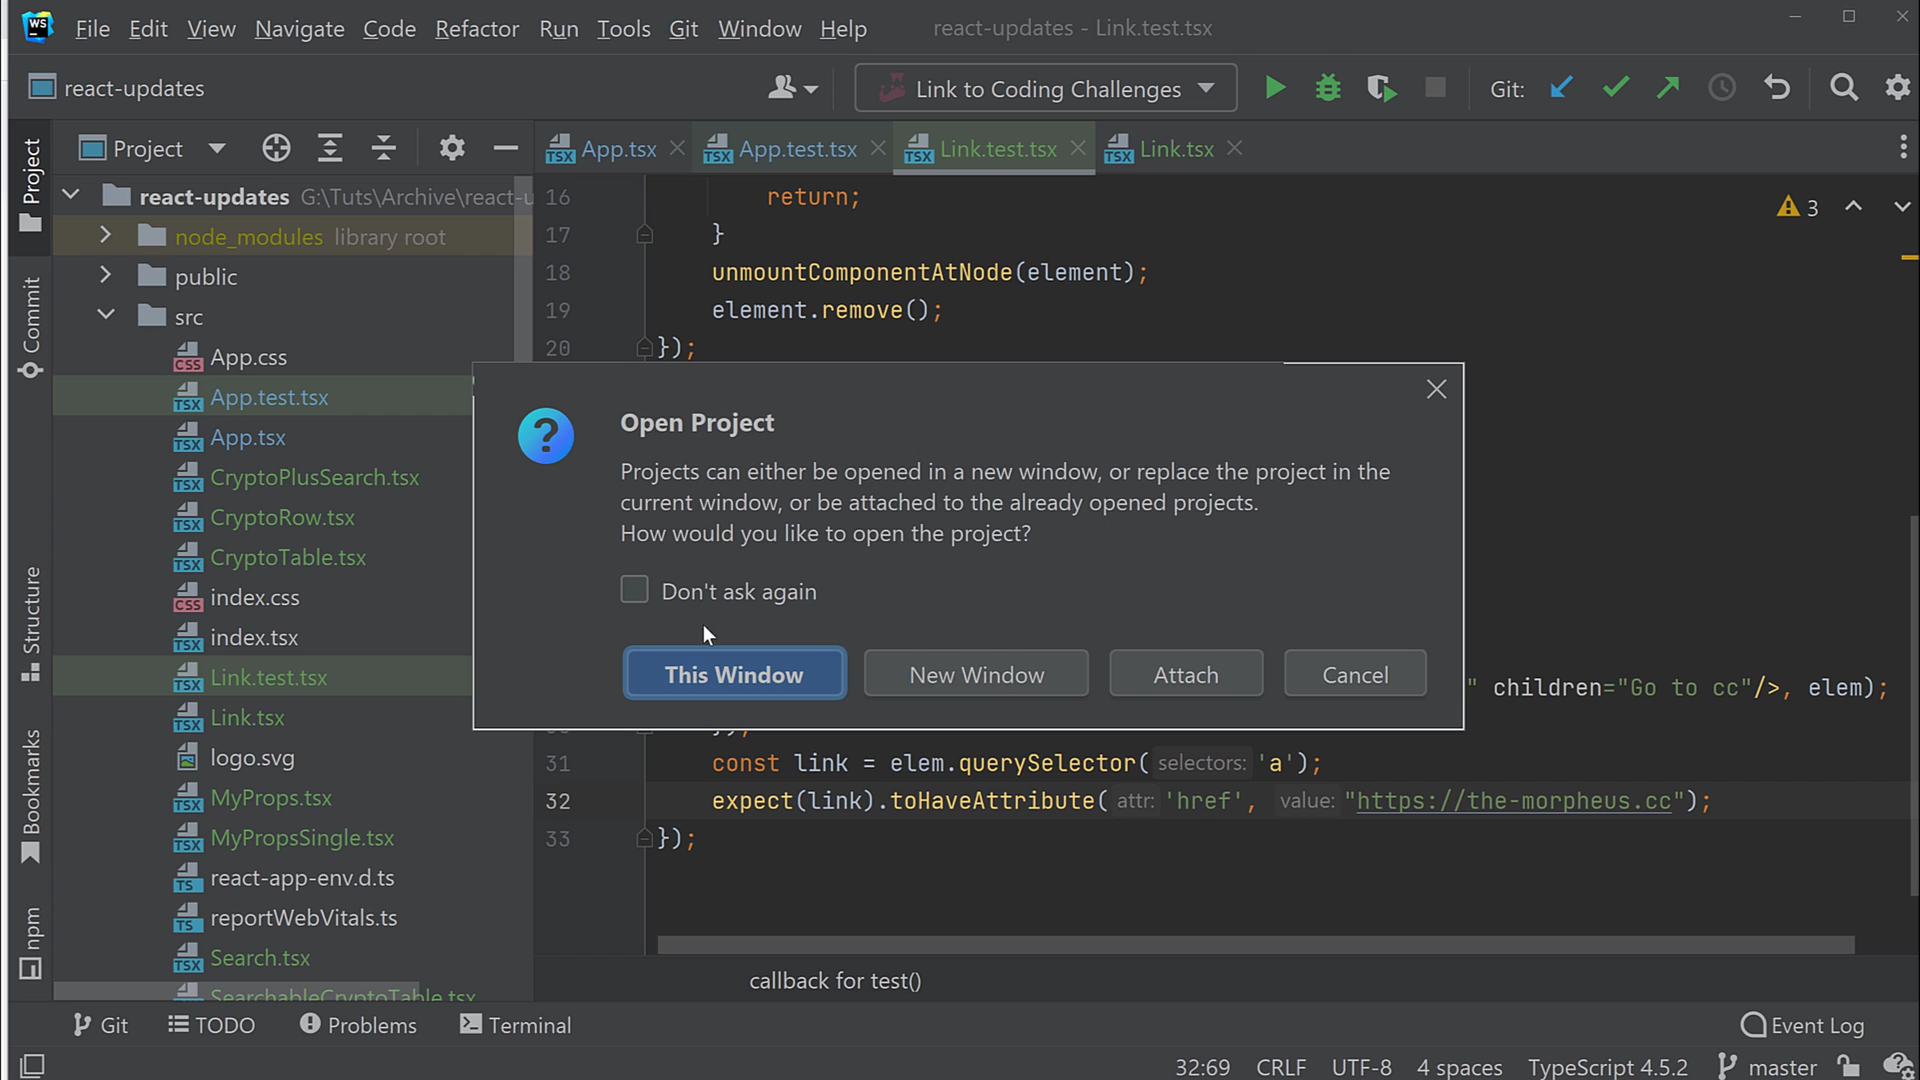 WS File Edit View Navigate Code Refactor Run Tools Git Window Help react-updates - Link.test.tsx
react-updates Link to Coding Challenges Git:
Project App.tsx App.test.tsx Link.test.tsx Link.tsx
Project
Commit
Structure
Bookmarks
npm
react-updates G:\Tuts\Archive\react-u
node_modules library root
public
src
App.css
App.test.tsx
App.tsx
CryptoPlusSearch.tsx
CryptoRow.tsx
CryptoTable.tsx
index.css
index.tsx
Link.test.tsx
Link.tsx
logo.svg
MyProps.tsx
MyPropsSingle.tsx
react-app-env.d.ts
reportWebVitals.ts
Search.tsx
SearchableCryptoTable.tsx
3
16 return;
17 }
18 unmountComponentAtNode(element);
19 element.remove();
20 });
Open Project
Projects can either be opened in a new window, or replace the project in the
current window, or be attached to the already opened projects.
How would you like to open the project?
Don't ask again
This Window New Window Attach Cancel
" children="Go to cc"/>, elem);
31 const link = elem.querySelector( selectors: 'a');
32 expect(link).toHaveAttribute( attr: 'href', value: "https://the-morpheus.cc");
33 });
callback for test()
Git TODO Problems Terminal Event Log
32:69 CRLF UTF-8 4 spaces TypeScript 4.5.2 master